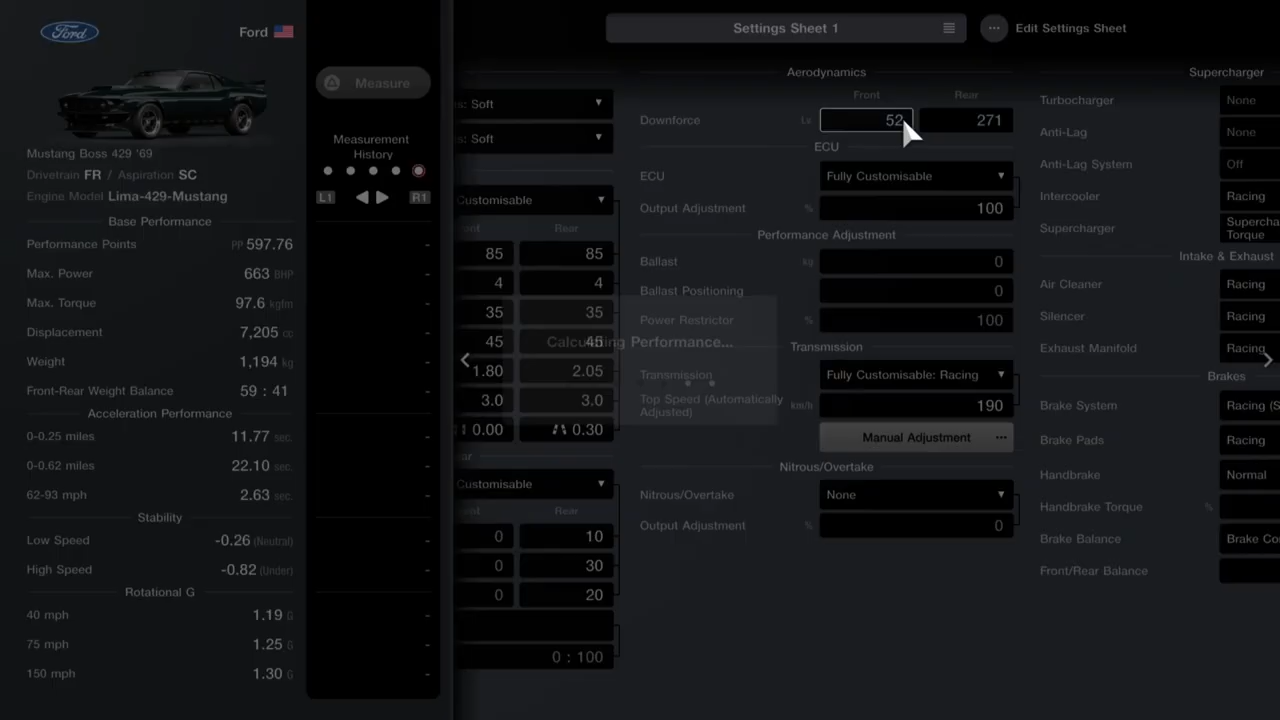 Ford
Ford
Mustang Boss 429 '69
Drivetrain FR / Aspiration SC
Engine Model Lima-429-Mustang
Base Performance
Performance Points PP 597.76
Max. Power 663 BHP
Max. Torque 97.6 kgfm
Displacement 7,205 cc
Weight 1,194 kg
Front-Rear Weight Balance 59 : 41
Acceleration Performance
0-0.25 miles 11.77 sec.
0-0.62 miles 22.10 sec.
62-93 mph 2.63 sec.
Stability
Low Speed -0.26 (Neutral)
High Speed -0.82 (Under)
Rotational G
40 mph 1.19 G
75 mph 1.25 G
150 mph 1.30 G
Measure
Measurement
History
L1 R1
- 
-
-
-
-
-
-
-
-
-
-
-
-
-
Settings Sheet 1
Edit Settings Sheet
s: Soft
s: Soft
Customisable
ont Rear
85 85
4 4
35 35
45 45
1.80 2.05
3.0 3.0
0.00 0.30
ar
Customisable
ont Rear
0 10
0 30
0 20
0 : 100
Calculating Performance...
Aerodynamics
Front Rear
Downforce Lv 52 271
ECU
ECU Fully Customisable
Output Adjustment % 100
Performance Adjustment
Ballast kg 0
Ballast Positioning 0
Power Restrictor % 100
Transmission
Transmission Fully Customisable: Racing
Top Speed (Automatically
Adjusted) km/h 190
Manual Adjustment
Nitrous/Overtake
Nitrous/Overtake None
Output Adjustment % 0
Supercharger
Turbocharger None
Anti-Lag None
Anti-Lag System Off
Intercooler Racing
Supercharger Supercha
Torque
Intake & Exhaust
Air Cleaner Racing
Silencer Racing
Exhaust Manifold Racing
Brakes
Brake System Racing (S
Brake Pads Racing
Handbrake Normal
Handbrake Torque %
Brake Balance Brake Co
Front/Rear Balance